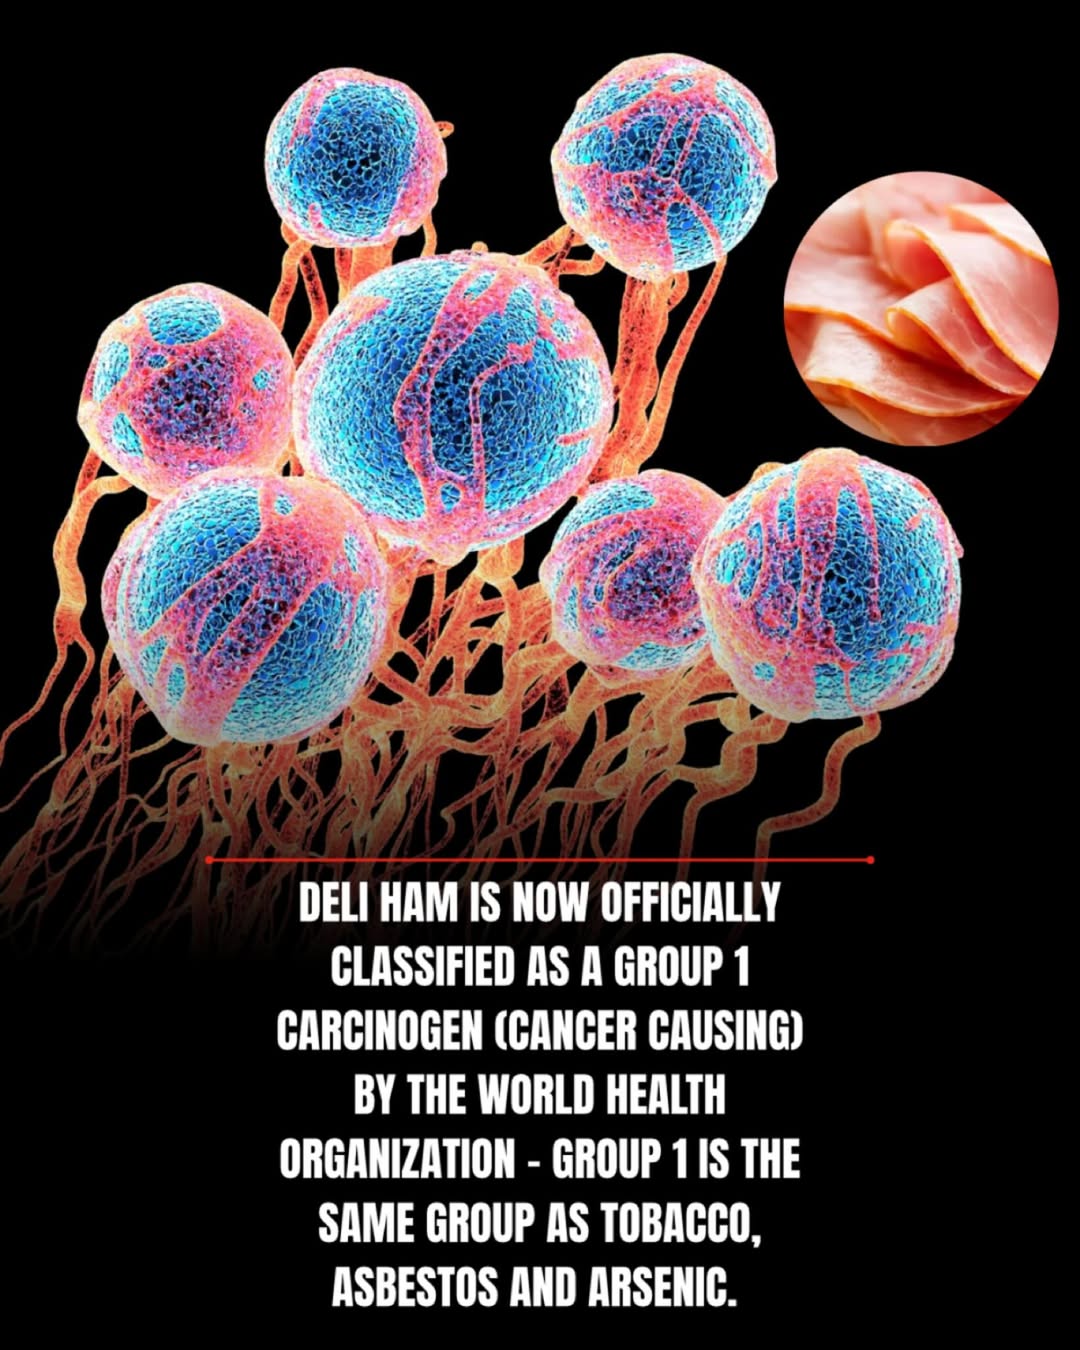 DELI HAM IS NOW OFFICIALLY
CLASSIFIED AS A GROUP 1
CARCINOGEN (CANCER CAUSING)
BY THE WORLD HEALTH
ORGANIZATION - GROUP 1 IS THE
SAME GROUP AS TOBACCO,
ASBESTOS AND ARSENIC.